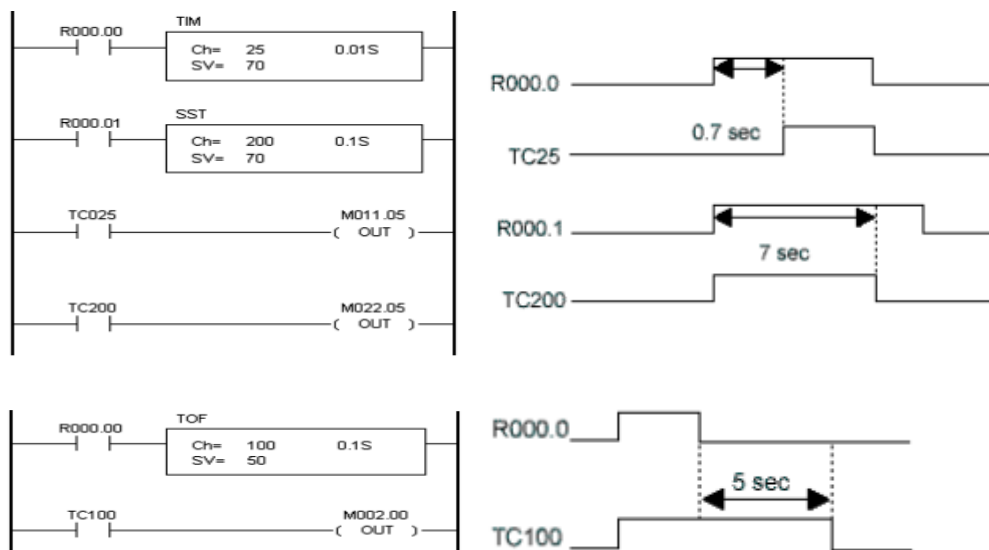 R000.00
TIM
Ch= 25 0.01S
SV= 70
R000.01
SST
Ch= 200 0.1S
SV= 70
TC025
M011.05
( OUT )
TC200
M022.05
( OUT )
R000.0
0.7 sec
TC25
R000.1
7 sec
TC200
R000.00
TOF
Ch= 100 0.1S
SV= 50
TC100
M002.00
( OUT )
R000.0
5 sec
TC100